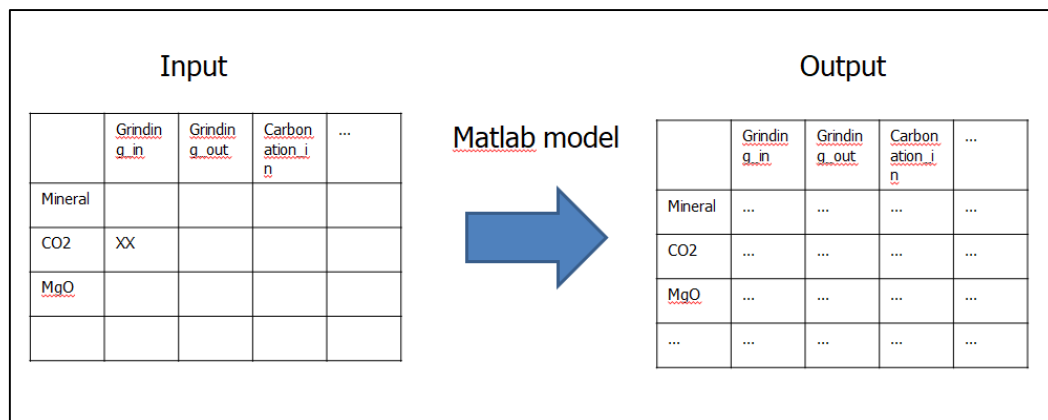 Input
Output
Matlab model
Grindin
g_in
Grindin
g_out
Carbon
ation_i
n
...
Mineral
CO2
XX
MgO
Grindin
g_in
Grindin
g_out
Carbon
ation_i
n
...
Mineral
... ... ... ...
CO2
... ... ... ...
MgO
... ... ... ...
... ... ... ... ...